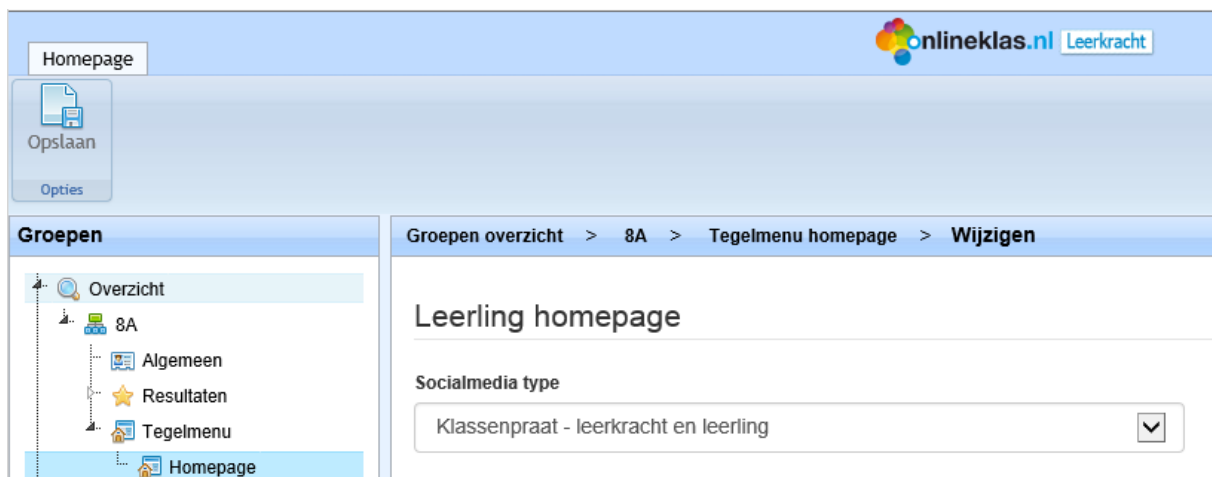 onlineklas.nl Leerkracht
Homepage
Opslaan
Opties
Groepen
Groepen overzicht > 8A > Tegelmenu homepage > Wijzigen
Overzicht
8A
Algemeen
Resultaten
Tegelmenu
Homepage
Leerling homepage
Socialmedia type
Klassenpraat - leerkracht en leerling